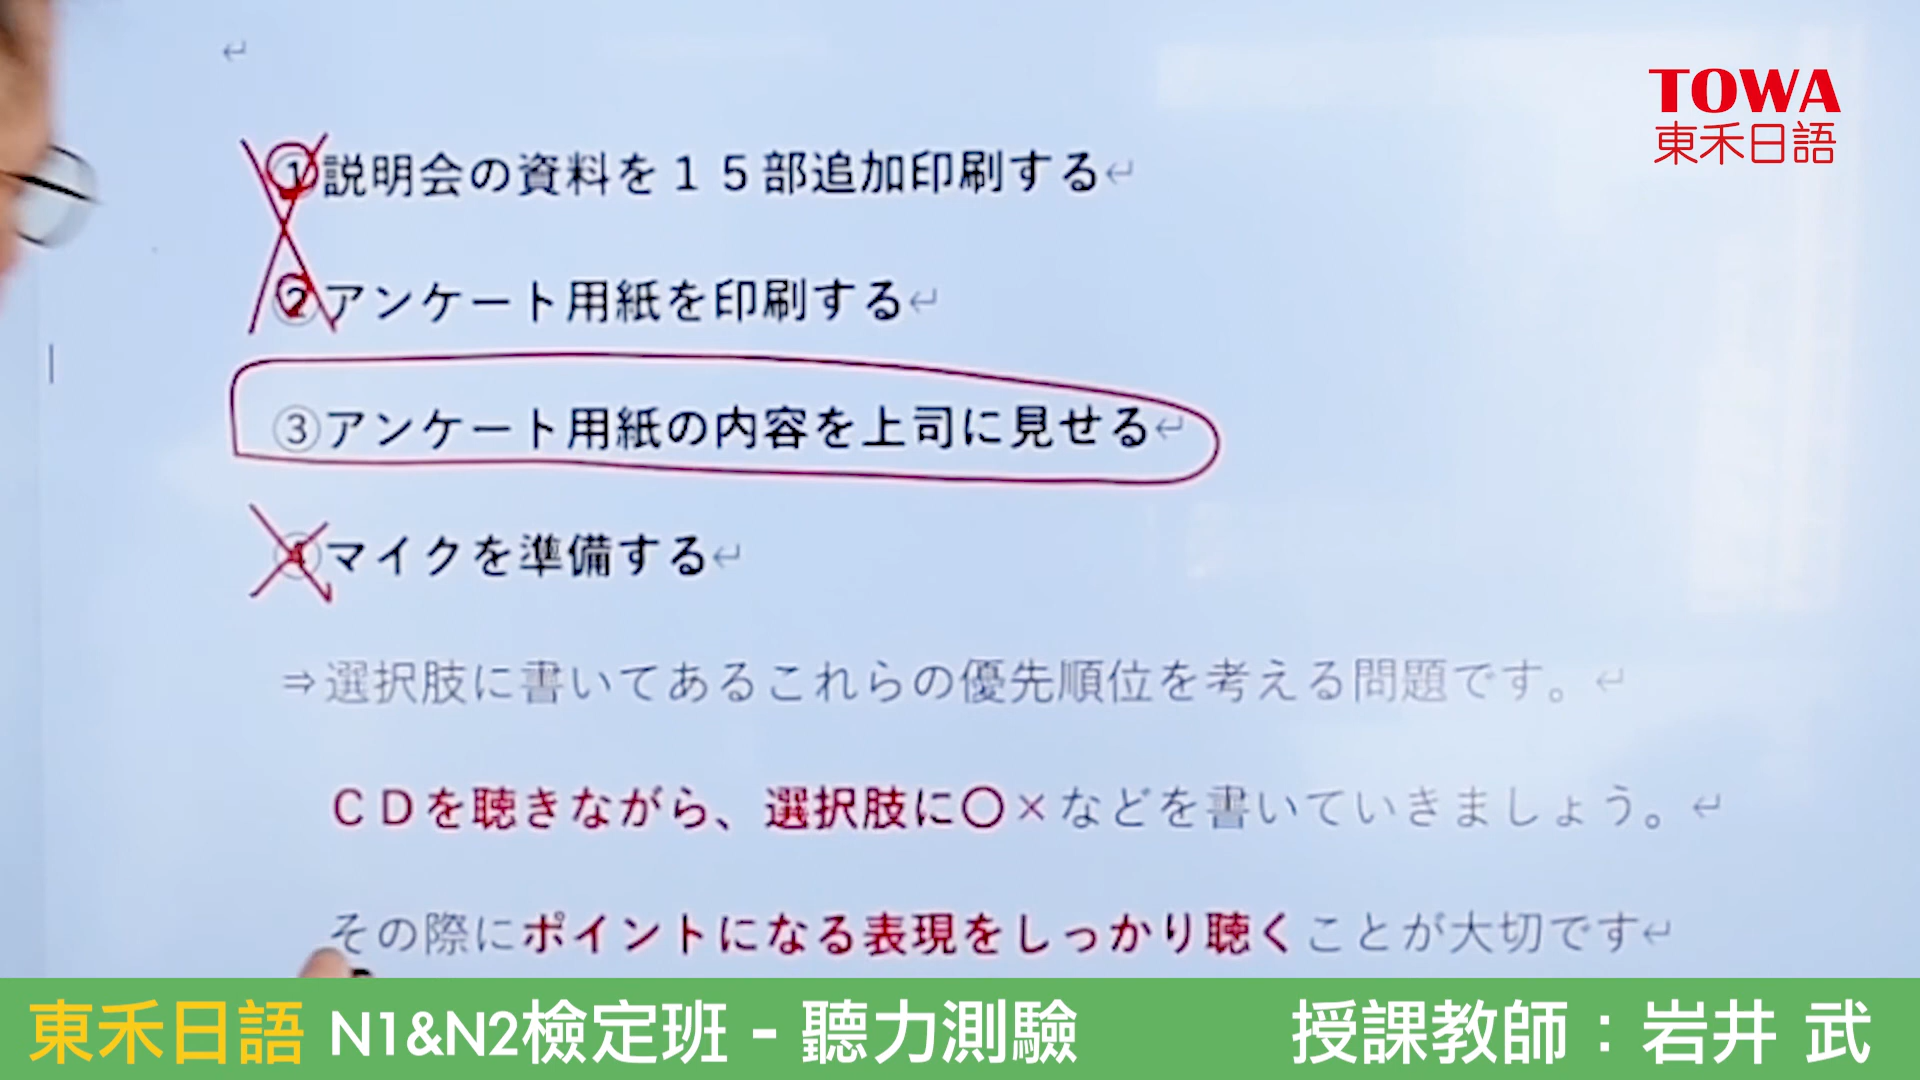 TOWA
東禾日語
①説明会の資料を１５部追加印刷する
②アンケート用紙を印刷する
③アンケート用紙の内容を上司に見せる
④マイクを準備する
⇒選択肢に書いてあるこれらの優先順位を考える問題です。
ＣＤを聴きながら、選択肢に〇×などを書いていきましょう。
その際にポイントになる表現をしっかり聴くことが大切です
東禾日語 N1&N2檢定班 - 聽力測驗 授課教師：岩井 武